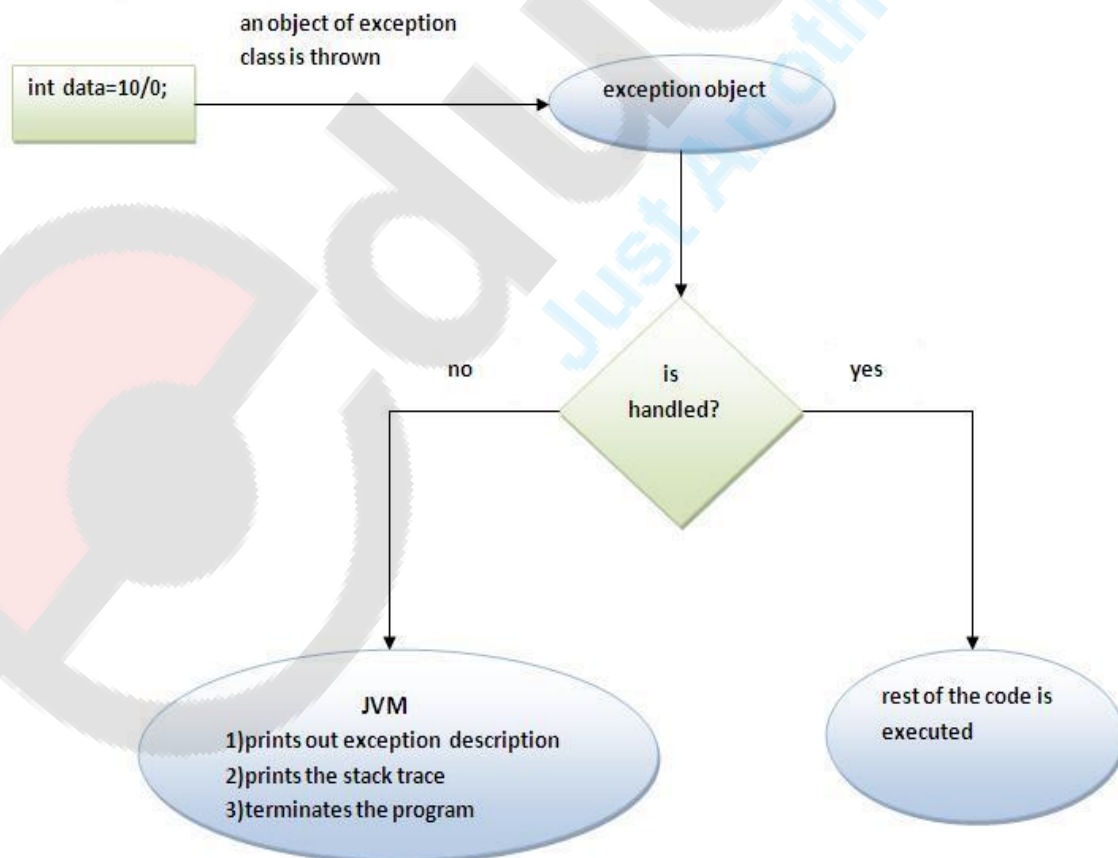 an object of exception
class is thrown
int data=10/0;
exception object
no
is
handled?
yes
JVM
1)prints out exception description
2)prints the stack trace
3)terminates the program
rest of the code is
executed
Just Anoth